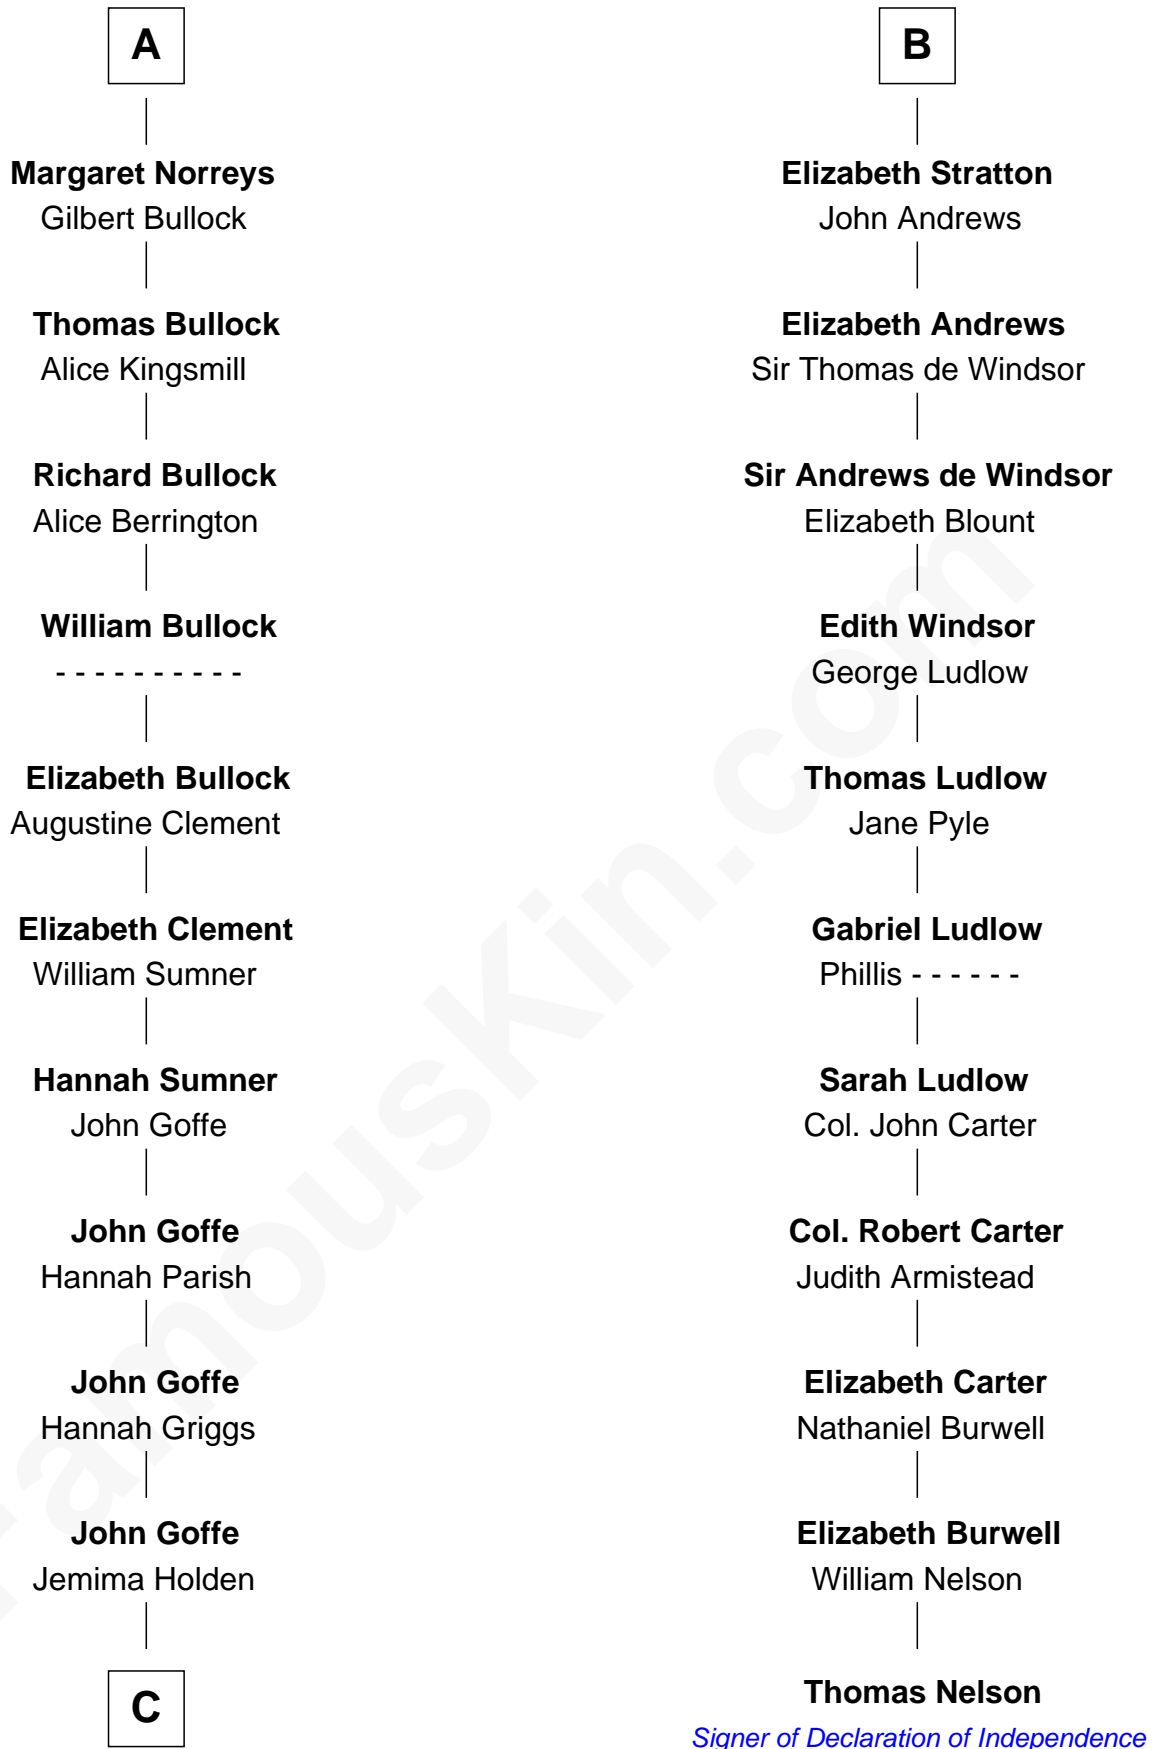 A
Margaret Norreys
Gilbert Bullock
Thomas Bullock
Alice Kingsmill
Richard Bullock
Alice Berrington
William Bullock
- - - - - - - - - -
Elizabeth Bullock
Augustine Clement
Elizabeth Clement
William Sumner
Hannah Sumner
John Goffe
John Goffe
Hannah Parish
John Goffe
Hannah Griggs
John Goffe
Jemima Holden
C
B
Elizabeth Stratton
John Andrews
Elizabeth Andrews
Sir Thomas de Windsor
Sir Andrews de Windsor
Elizabeth Blount
Edith Windsor
George Ludlow
Thomas Ludlow
Jane Pyle
Gabriel Ludlow
Phillis - - - - - -
Sarah Ludlow
Col. John Carter
Col. Robert Carter
Judith Armistead
Elizabeth Carter
Nathaniel Burwell
Elizabeth Burwell
William Nelson
Thomas Nelson
Signer of Declaration of Independence
FamousKin.com